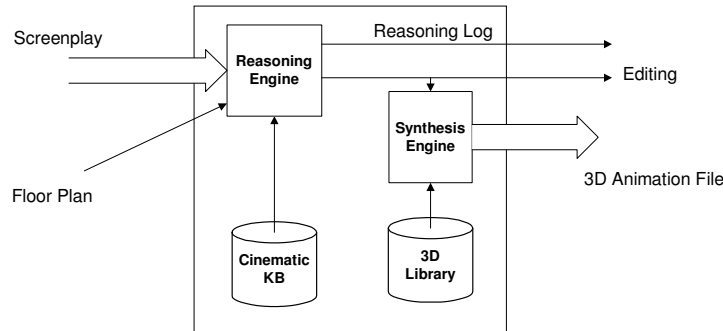 Screenplay
Reasoning Log
Reasoning
Engine
Editing
Synthesis
Engine
3D Animation File
Floor Plan
Cinematic
KB
3D
Library